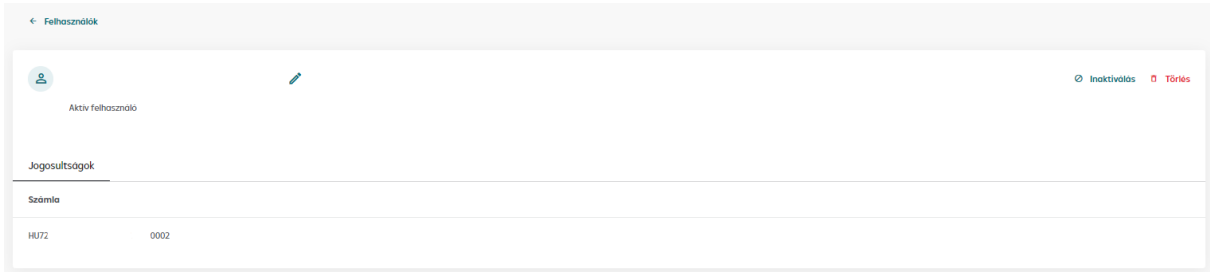 Felhasználók
Inaktiválás Törlés
Aktív felhasználó
Jogosultságok
Számla
HU72 0002